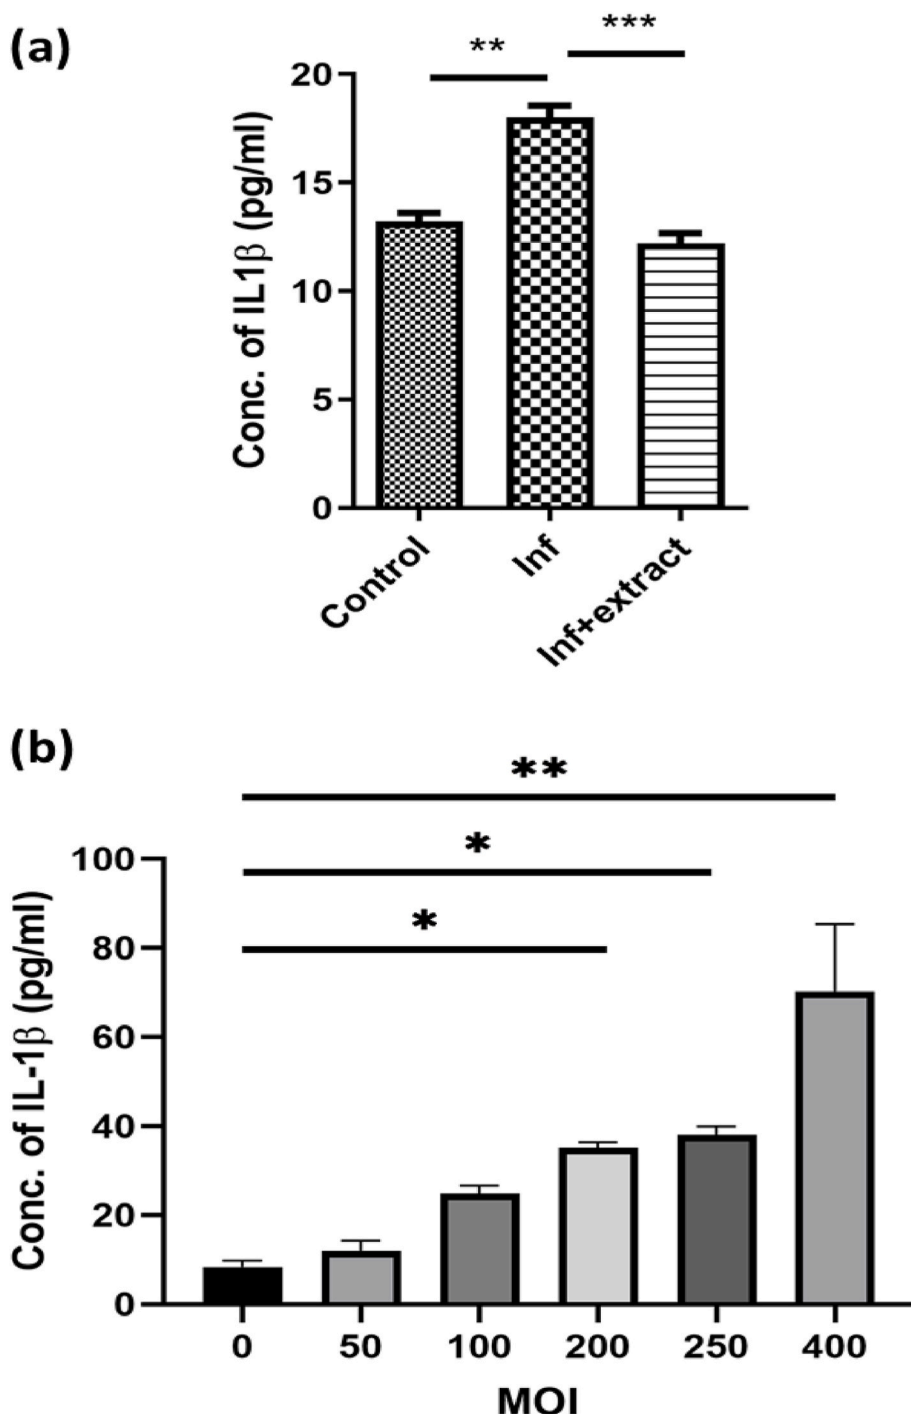 (a)
***
**
20
15
10
5
0
Conc. of IL1β (pg/ml)
Control
Inf
Inf+extract
(b)
**
*
*
100
80
60
40
20
0
Conc. of IL-1β (pg/ml)
0 50 100 200 250 400
MOI